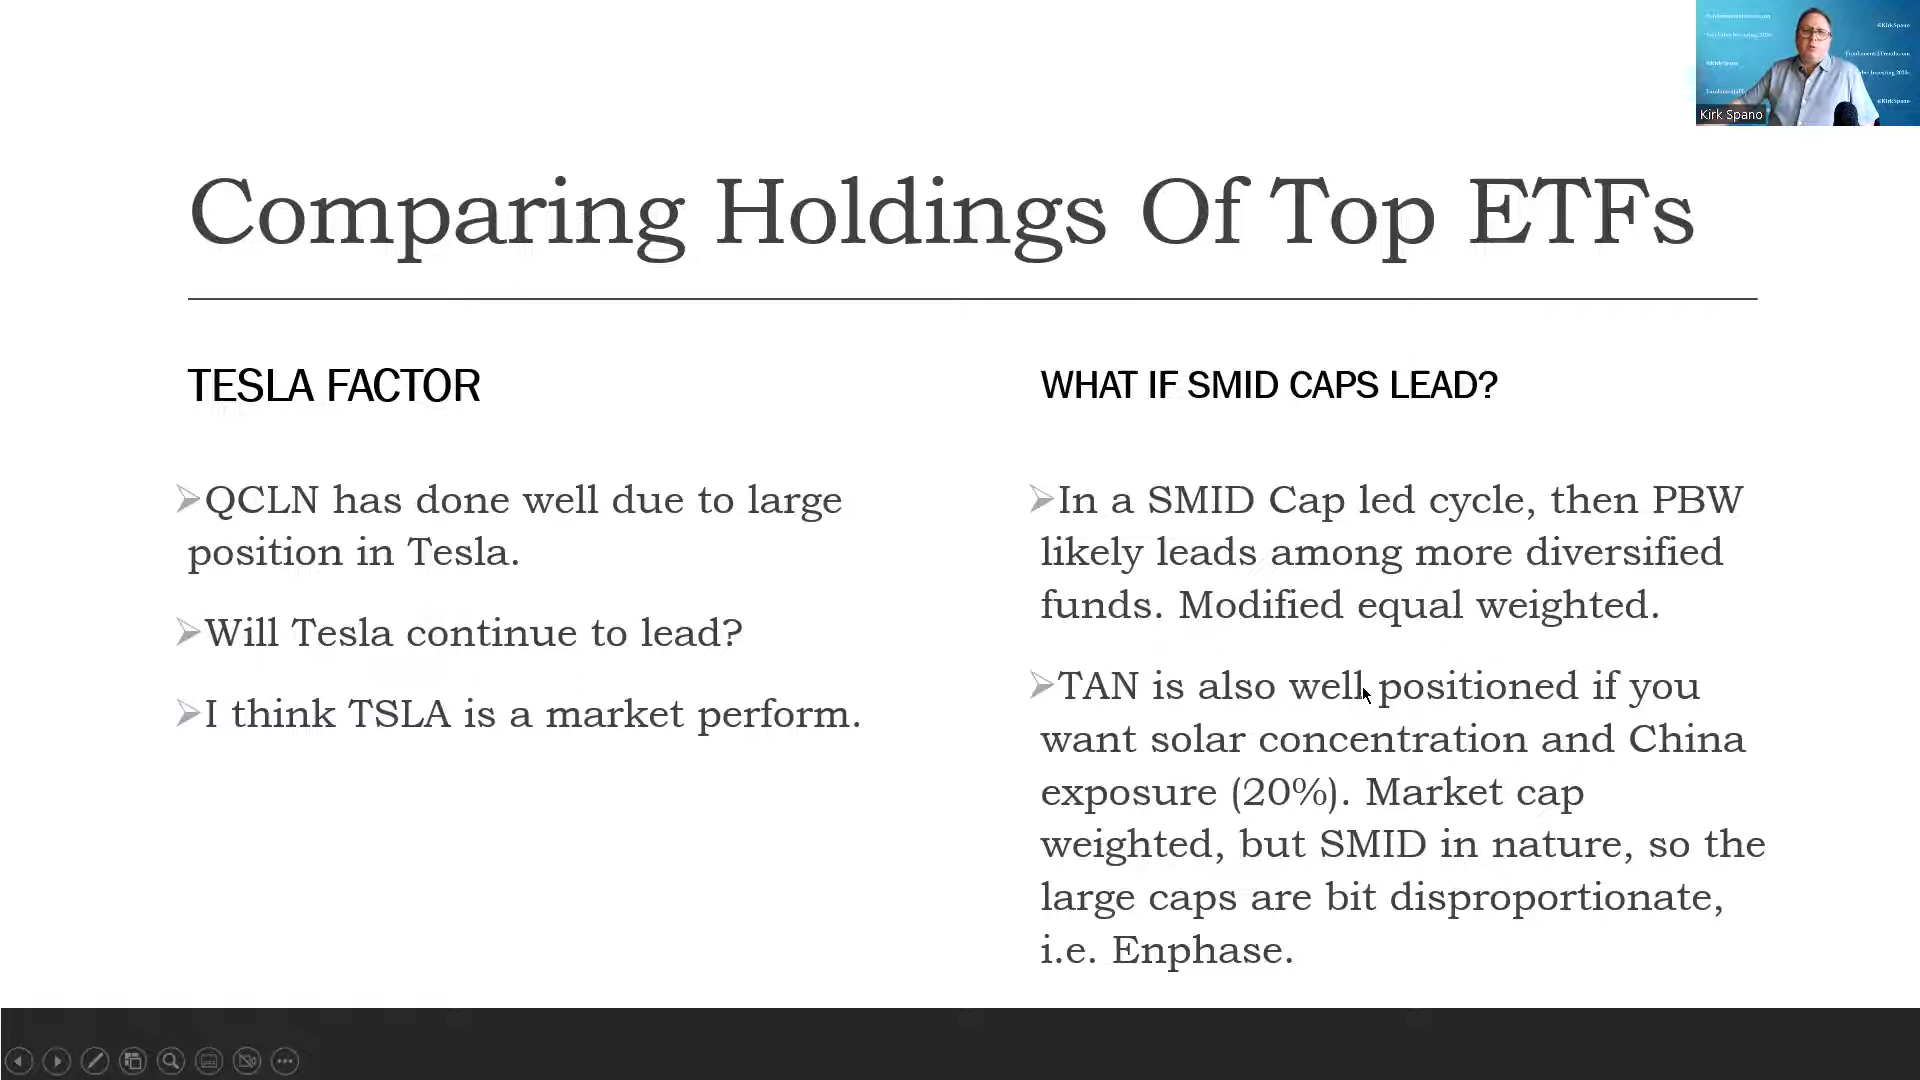 @KirkSpano
Kirk Spano
Comparing Holdings Of Top ETFs
TESLA FACTOR
➢QCLN has done well due to large
position in Tesla.
➢Will Tesla continue to lead?
➢I think TSLA is a market perform.
WHAT IF SMID CAPS LEAD?
➢In a SMID Cap led cycle, then PBW
likely leads among more diversified
funds. Modified equal weighted.
➢TAN is also well positioned if you
want solar concentration and China
exposure (20%). Market cap
weighted, but SMID in nature, so the
large caps are bit disproportionate,
i.e. Enphase.